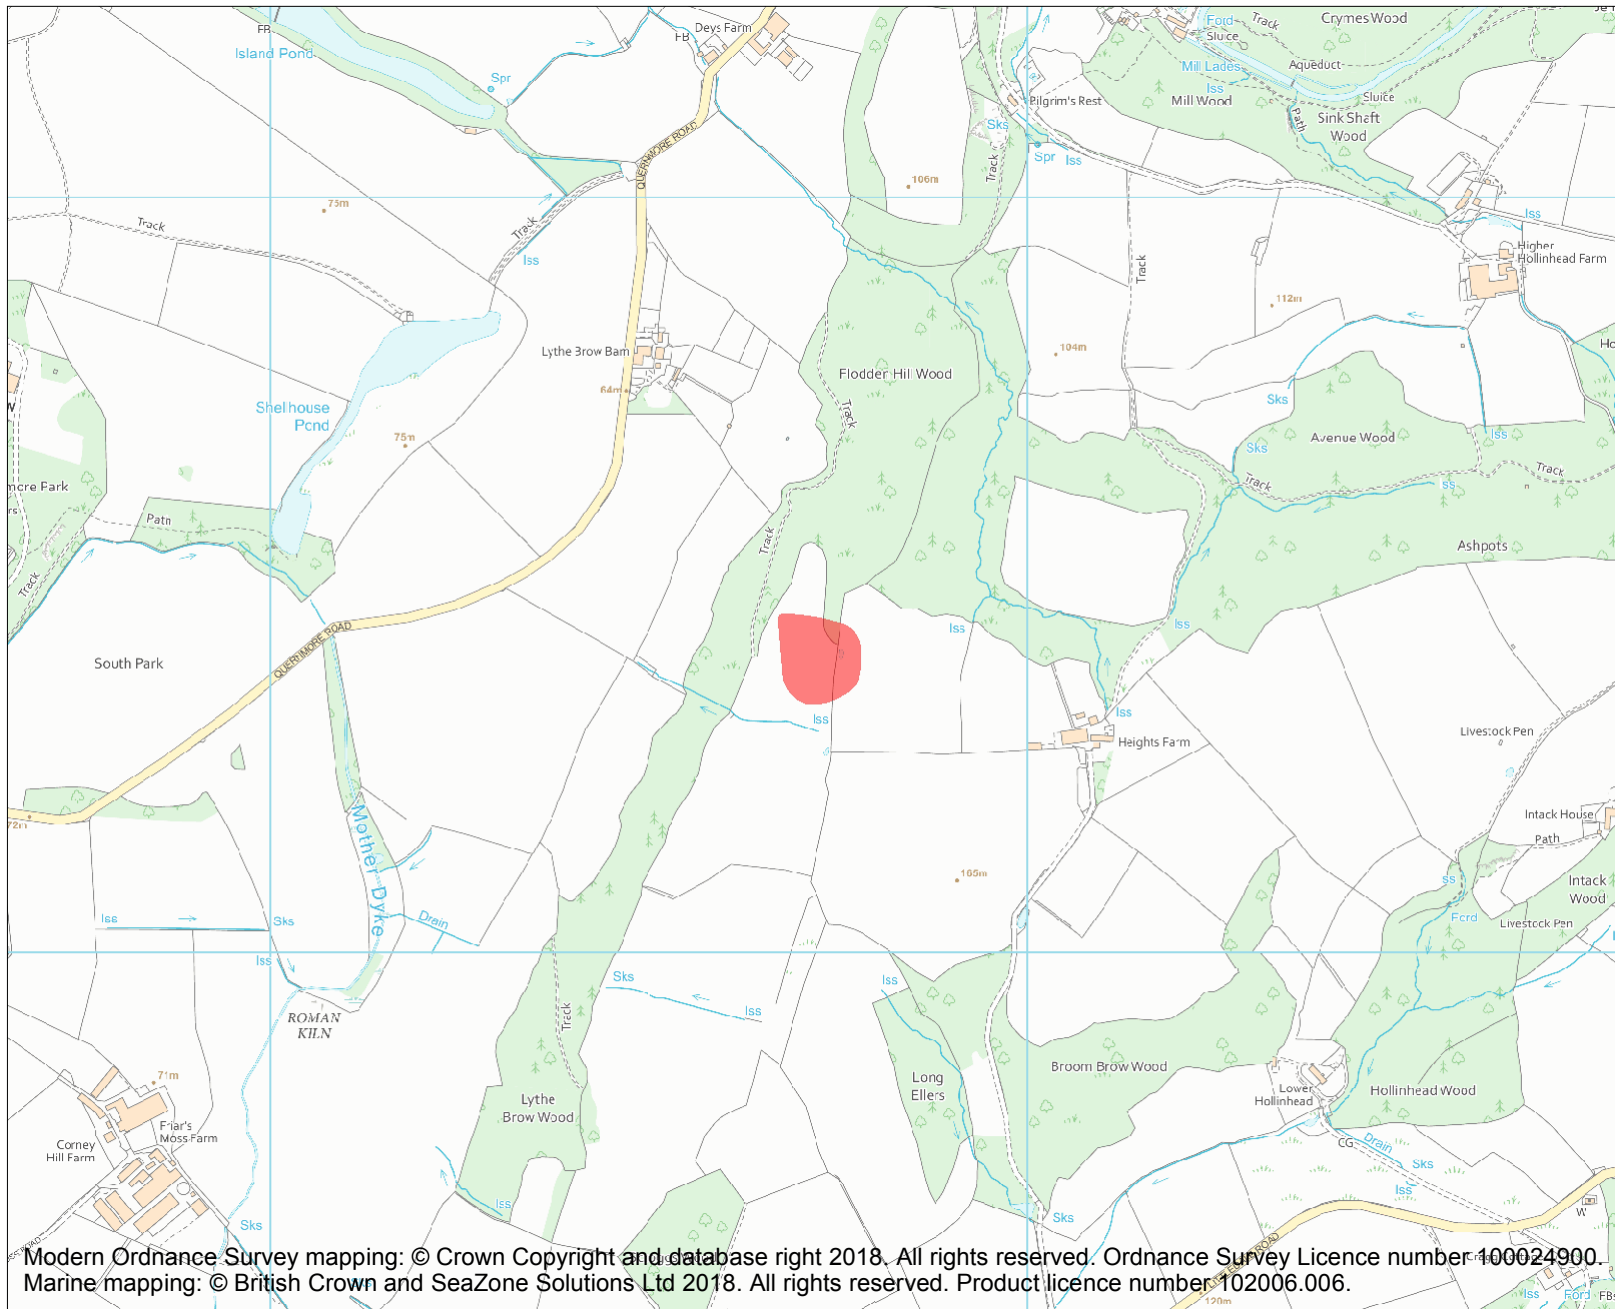 FB
Island Pond
Spr
FB
Deys Farm
Ford
Sluice
Track
Crymes Wood
Aqueduct
Mill Lades
Iss
Mill Wood
Sluice
Sink Shaft
Wood
Path
Pilgrim's Rest
Sks
Spr
Iss
Track
QUERNMORE ROAD
106m
75m
Track
Track
Iss
Iss
Higher
Hollinhead Farm
Track
112m
104m
Lythe Brow Barn
64m
Flodder Hill Wood
Track
Shelhouse
Pond
75m
Sks
Sks
Avenue Wood
Iss
Track
Track
more Park
Path
Track
Track
Ashpots
Iss
Iss
QUERNMORE ROAD
South Park
Iss
Iss
Heights Farm
Livestock Pen
72m
Mother Dyke
Intack House
Path
Intack
Wood
Livestock Pen
Ford
105m
Sks
Iss
Drain
Sks
Iss
Iss
ROMAN
KILN
Track
71m
Friar's
Moss Farm
Corney
Hill Farm
Lythe
Brow Wood
Long
Ellers
Broom Brow Wood
Lower
Hollinhead
Hollinhead Wood
CG
Drain
Sks
Iss
Sks
Iss
Sks
W
120m
Iss
Ford
FBs
Modern Ordnance Survey mapping: © Crown Copyright and database right 2018. All rights reserved. Ordnance Survey Licence number 100024900.
Marine mapping: © British Crown and SeaZone Solutions Ltd 2018. All rights reserved. Product licence number 102006.006.